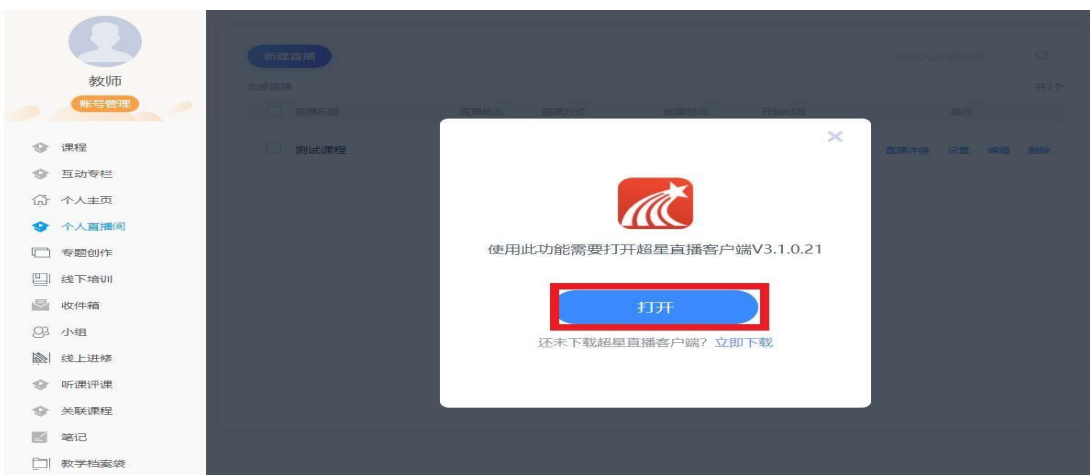 教师
账号管理
课程
互动专栏
个人主页
个人直播间
专题创作
线下培训
收件箱
小组
线上进修
听课评课
关联课程
笔记
教学档案袋
新建直播
全部直播
共1个
直播标题 直播状态 直播方式 创建时间 开始时间 操作
测试课程 直播详情 设置 编辑 删除
使用此功能需要打开超星直播客户端V3.1.0.21
打开
还未下载超星直播客户端？立即下载